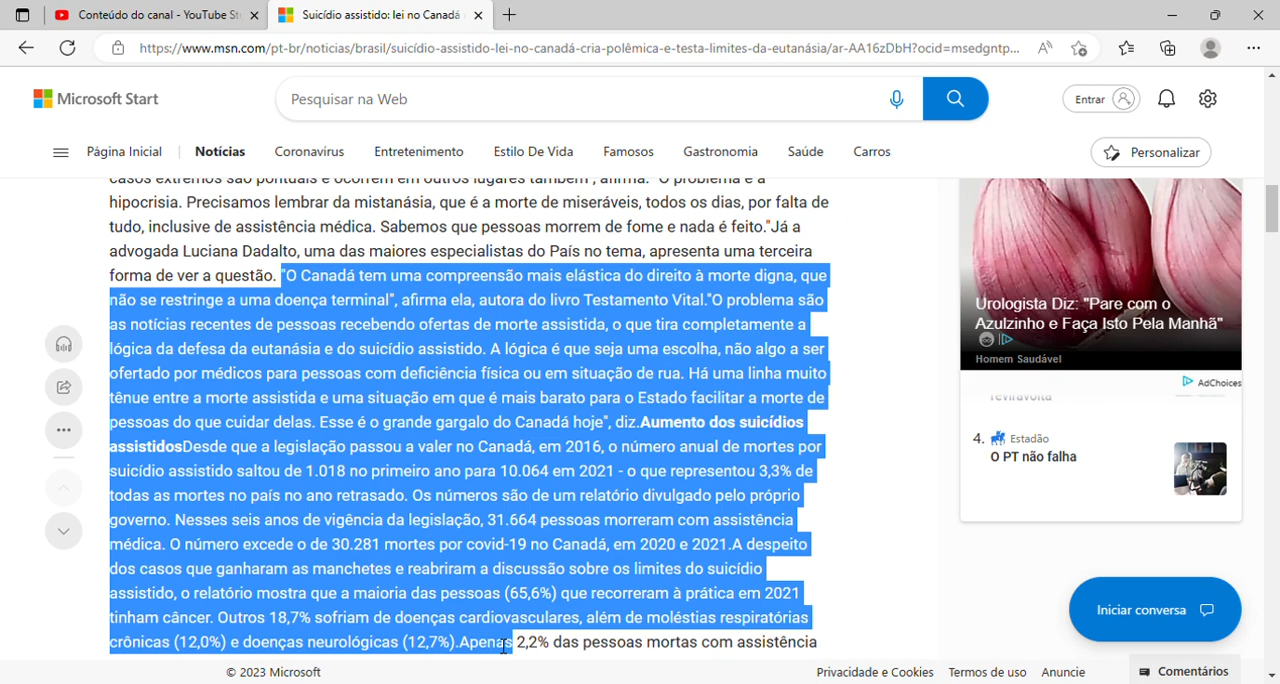 Conteúdo do canal - YouTube St
Suicídio assistido: lei no Canadá
https://www.msn.com/pt-br/noticias/brasil/suicídio-assistido-lei-no-canadá-cria-polêmica-e-testa-limites-da-eutanásia/ar-AA16zDbH?ocid=msedgntp...
Microsoft Start
Pesquisar na Web
Entrar
Página Inicial
Notícias
Coronavírus
Entretenimento
Estilo De Vida
Famosos
Gastronomia
Saúde
Carros
Personalizar
casos extremos são pontuais e ocorrem em outros lugares também", afirma. "O problema é a
hipocrisia. Precisamos lembrar da mistanásia, que é a morte de miseráveis, todos os dias, por falta de
tudo, inclusive de assistência médica. Sabemos que pessoas morrem de fome e nada é feito."Já a
advogada Luciana Dadalto, uma das maiores especialistas do País no tema, apresenta uma terceira
forma de ver a questão. "O Canadá tem uma compreensão mais elástica do direito à morte digna, que
não se restringe a uma doença terminal", afirma ela, autora do livro Testamento Vital."O problema são
as notícias recentes de pessoas recebendo ofertas de morte assistida, o que tira completamente a
lógica da defesa da eutanásia e do suicídio assistido. A lógica é que seja uma escolha, não algo a ser
ofertado por médicos para pessoas com deficiência física ou em situação de rua. Há uma linha muito
tênue entre a morte assistida e uma situação em que é mais barato para o Estado facilitar a morte de
pessoas do que cuidar delas. Esse é o grande gargalo do Canadá hoje", diz.Aumento dos suicídios
assistidosDesde que a legislação passou a valer no Canadá, em 2016, o número anual de mortes por
suicídio assistido saltou de 1.018 no primeiro ano para 10.064 em 2021 - o que representou 3,3% de
todas as mortes no país no ano retrasado. Os números são de um relatório divulgado pelo próprio
governo. Nesses seis anos de vigência da legislação, 31.664 pessoas morreram com assistência
médica. O número excede o de 30.281 mortes por covid-19 no Canadá, em 2020 e 2021.A despeito
dos casos que ganharam as manchetes e reabriram a discussão sobre os limites do suicídio
assistido, o relatório mostra que a maioria das pessoas (65,6%) que recorreram à prática em 2021
tinham câncer. Outros 18,7% sofriam de doenças cardiovasculares, além de moléstias respiratórias
crônicas (12,0%) e doenças neurológicas (12,7%).Apenas 2,2% das pessoas mortas com assistência
Urologista Diz: "Pare com o
Azulzinho e Faça Isto Pela Manhã"
Homem Saudável
AdChoices
reviravolta
4. Estadão
O PT não falha
Iniciar conversa
© 2023 Microsoft
Privacidade e Cookies
Termos de uso
Anuncie
Comentários